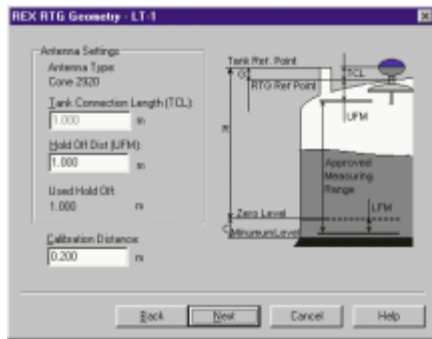 REX RTG Geometry - LT-1
Antenna Settings
Antenna Type:
Cone 2920
Tank Connection Length (TCL):
1.000 m
Hold Off Dist (UFM):
1.000 m
Used Hold Off:
1.000 m
Calibration Distance:
0.200 m
Tank Ref. Point
G
TCL
RTG Ref Point
UFM
R
Approved
Measuring
Range
LFM
Zero Level
C
Minimum Level
Back
Next
Cancel
Help